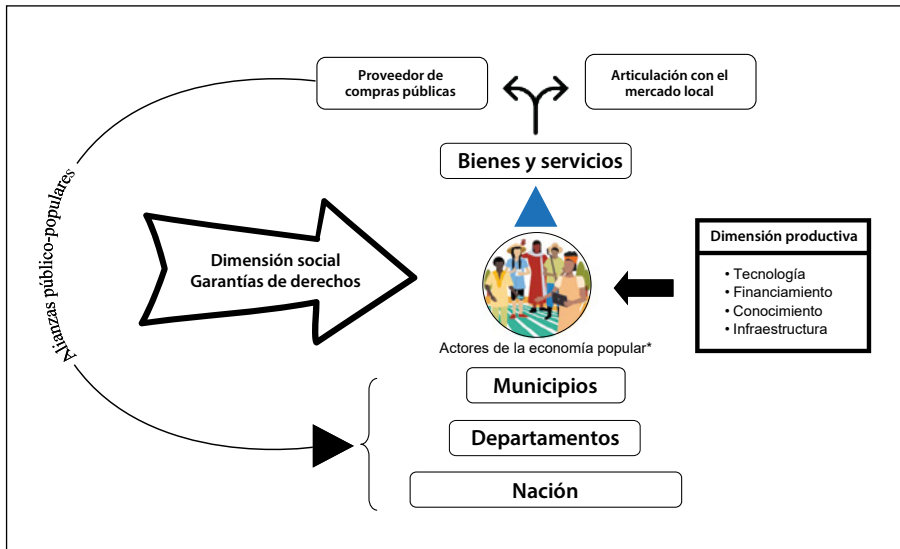 Proveedor de
compras públicas
Articulación con el
mercado local
Bienes y servicios
Alianzas público-populares
Dimensión social
Garantías de derechos
Dimensión productiva
• Tecnología
• Financiamiento
• Conocimiento
• Infraestructura
Actores de la economía popular*
Municipios
Departamentos
Nación